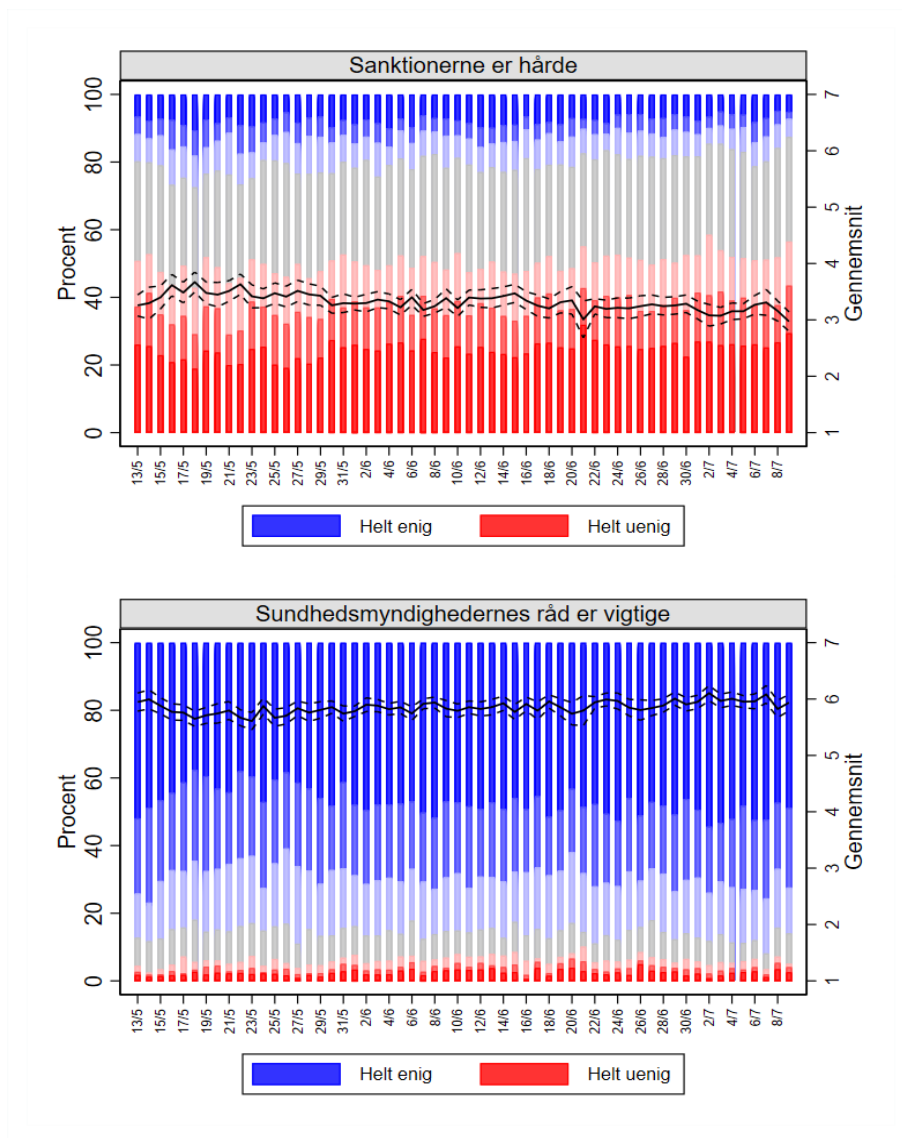 Sanktionerne er hårde
Procent
0 20 40 60 80 100
Gennemsnit
1 2 3 4 5 6 7
13/5 15/5 17/5 19/5 21/5 23/5 25/5 27/5 29/5 31/5 2/6 4/6 6/6 8/6 10/6 12/6 14/6 16/6 18/6 20/6 22/6 24/6 26/6 28/6 30/6 2/7 4/7 6/7 8/7
Helt enig Helt uenig
Sundhedsmyndighedernes råd er vigtige
Procent
0 20 40 60 80 100
Gennemsnit
1 2 3 4 5 6 7
13/5 15/5 17/5 19/5 21/5 23/5 25/5 27/5 29/5 31/5 2/6 4/6 6/6 8/6 10/6 12/6 14/6 16/6 18/6 20/6 22/6 24/6 26/6 28/6 30/6 2/7 4/7 6/7 8/7
Helt enig Helt uenig